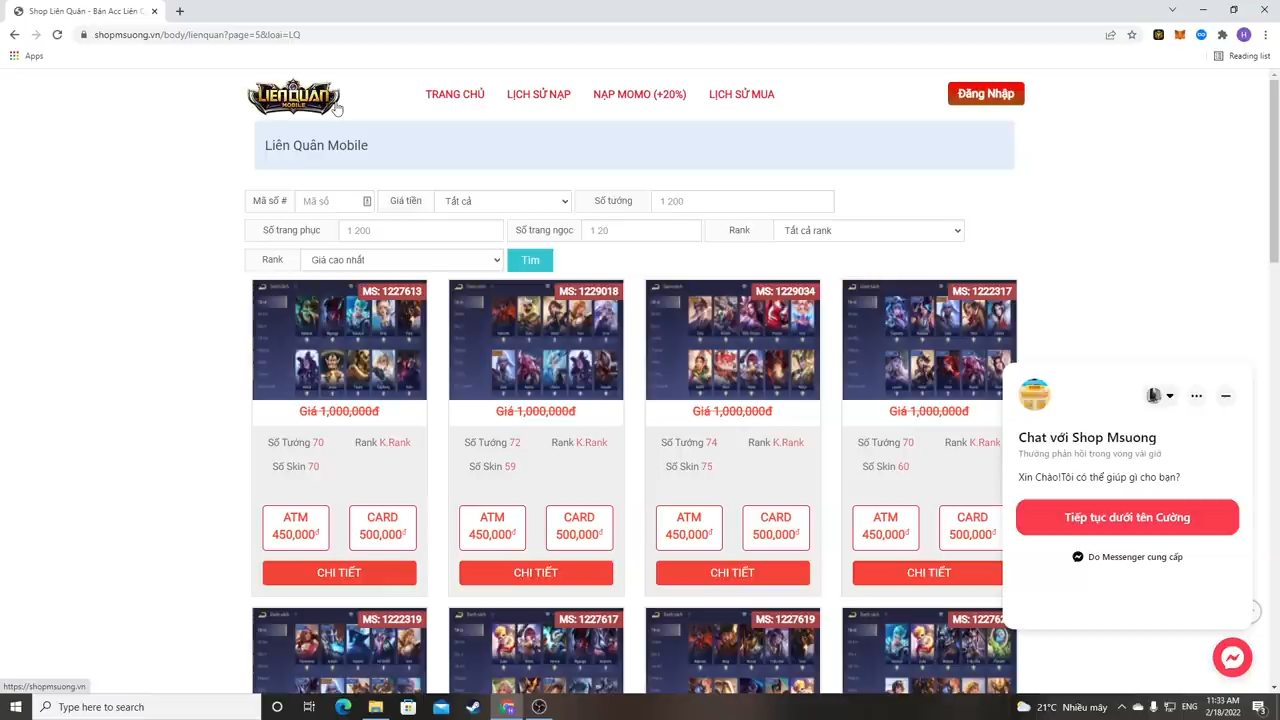 Shop Liên Quân - Bán Acc Liên Q
shopmsuong.vn/body/lienquan?page=5&loai=LQ
Apps
Reading list
LIÊN QUÂN
MOBILE
TRANG CHỦ
LỊCH SỬ NẠP
NẠP MOMO (+20%)
LỊCH SỬ MUA
Đăng Nhập
Liên Quân Mobile
Mã số # Mã số Giá tiền Tất cả Số tướng 1 200
Số trang phục 1 200 Số trang ngọc 1 20 Rank Tất cả rank
Rank Giá cao nhất Tìm
MS: 1227613 MS: 1229018 MS: 1229034 MS: 1222317
Giá 1,000,000đ Giá 1,000,000đ Giá 1,000,000đ Giá 1,000,000đ
Số Tướng 70 Rank K.Rank Số Tướng 72 Rank K.Rank Số Tướng 74 Rank K.Rank Số Tướng 70 Rank K.Rank
Số Skin 70 Số Skin 59 Số Skin 75 Số Skin 60
ATM CARD ATM CARD ATM CARD ATM CARD
450,000đ 500,000đ 450,000đ 500,000đ 450,000đ 500,000đ 450,000đ 500,000đ
CHI TIẾT CHI TIẾT CHI TIẾT CHI TIẾT
MS: 1222319 MS: 1227617 MS: 1227619
Chat với Shop Msuong
Thường phản hồi trong vòng vài giờ
Xin Chào!Tôi có thể giúp gì cho bạn?
Tiếp tục dưới tên Cường
Do Messenger cung cấp
https://shopmsuong.vn
Type here to search
21°C Nhiều mây
ENG
11:33 AM
2/18/2022